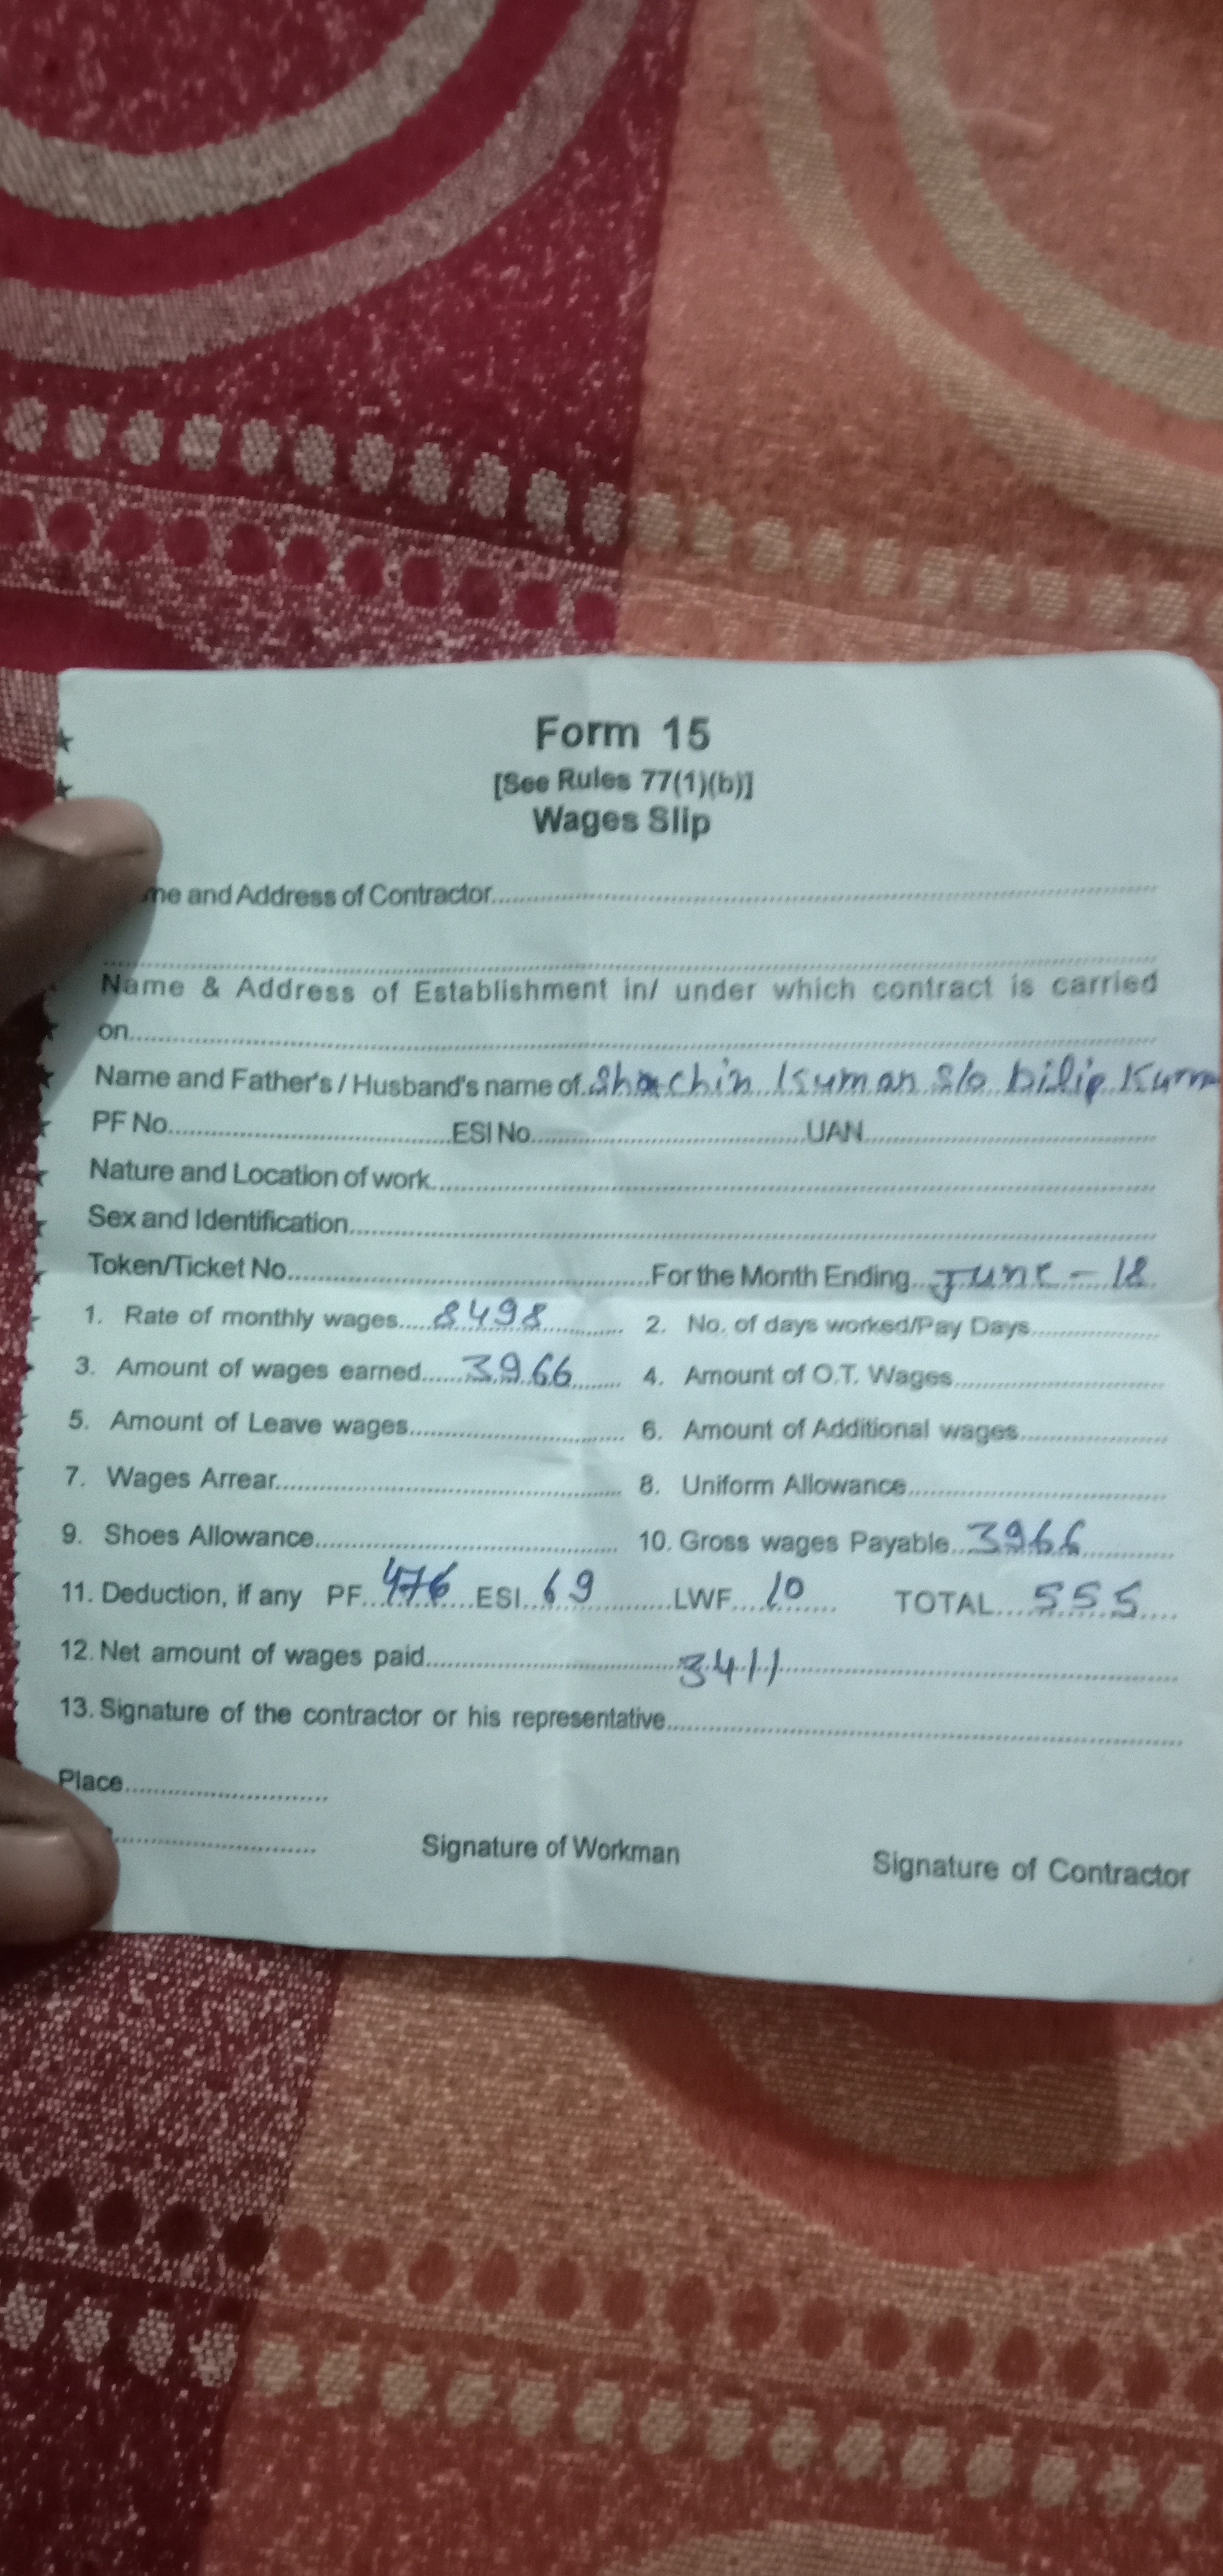 Form 15
[See Rules 77(1)(b)]
Wages Slip
me and Address of Contractor
Name & Address of Establishment in/ under which contract is carried
on
Name and Father's / Husband's name of Shachin Kuman S/o Dilip Kum
PF No. ESI No. UAN
Nature and Location of work
Sex and Identification
Token/Ticket No. For the Month Ending June - 18
1. Rate of monthly wages 8498 2. No. of days worked/Pay Days
3. Amount of wages earned 3966 4. Amount of O.T. Wages
5. Amount of Leave wages 6. Amount of Additional wages
7. Wages Arrear 8. Uniform Allowance
9. Shoes Allowance 10. Gross wages Payable 3966
11. Deduction, if any PF 476 ESI 69 LWF 10 TOTAL 555
12. Net amount of wages paid 3411
13. Signature of the contractor or his representative
Place
Signature of Workman Signature of Contractor